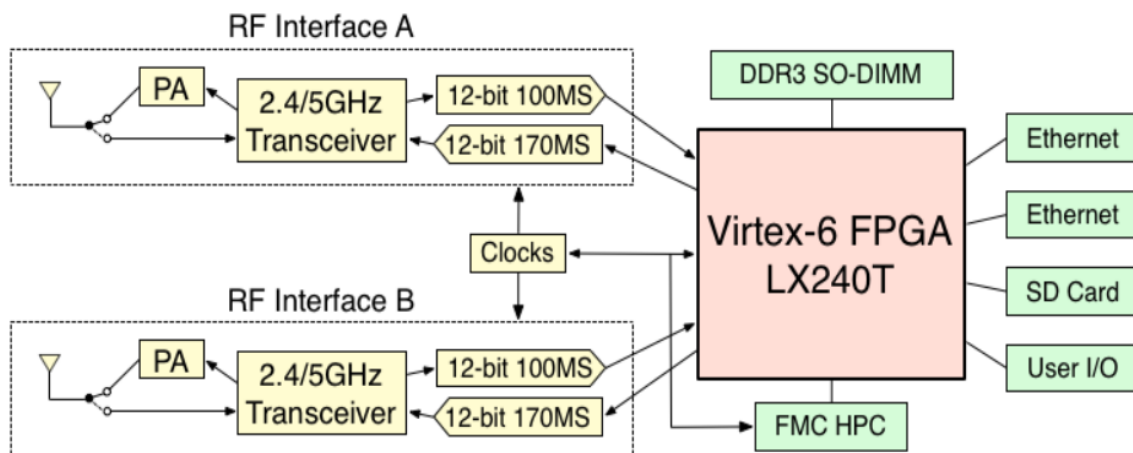 RF Interface A
PA
2.4/5GHz
Transceiver
12-bit 100MS
12-bit 170MS
DDR3 SO-DIMM
Virtex-6 FPGA
LX240T
Ethernet
Ethernet
SD Card
User I/O
Clocks
RF Interface B
PA
2.4/5GHz
Transceiver
12-bit 100MS
12-bit 170MS
FMC HPC